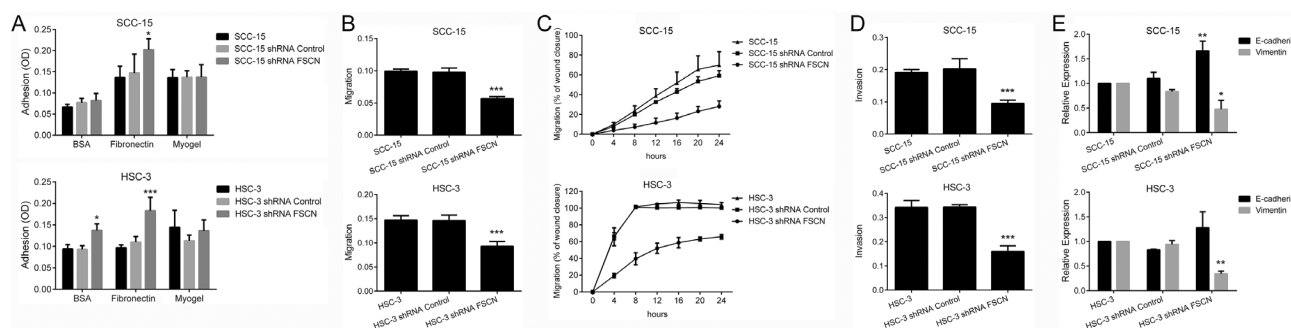 A
SCC-15
Adhesion (OD)
0.25
0.20
0.15
0.10
0.05
0.00
*
BSA
Fibronectin
Myogel
SCC-15
SCC-15 shRNA Control
SCC-15 shRNA FSCN
HSC-3
Adhesion (OD)
0.25
0.20
0.15
0.10
0.05
0.00
*
***
BSA
Fibronectin
Myogel
HSC-3
HSC-3 shRNA Control
HSC-3 shRNA FSCN
B
SCC-15
Migration
0.15
0.10
0.05
0.00
***
SCC-15
SCC-15 shRNA Control
SCC-15 shRNA FSCN
HSC-3
Migration
0.20
0.15
0.10
0.05
0.00
***
HSC-3
HSC-3 shRNA Control
HSC-3 shRNA FSCN
C
SCC-15
Migration (% of wound closure)
100
80
60
40
20
0
0 4 8 12 16 20 24
hours
SCC-15
SCC-15 shRNA Control
SCC-15 shRNA FSCN
HSC-3
Migration (% of wound closure)
120
100
80
60
40
20
0
0 4 8 12 16 20 24
hours
HSC-3
HSC-3 shRNA Control
HSC-3 shRNA FSCN
D
SCC-15
Invasion
0.3
0.2
0.1
0.0
***
SCC-15
SCC-15 shRNA Control
SCC-15 shRNA FSCN
HSC-3
Invasion
0.4
0.3
0.2
0.1
0.0
***
HSC-3
HSC-3 shRNA Control
HSC-3 shRNA FSCN
E
SCC-15
Relative Expression
2.0
1.5
1.0
0.5
0.0
**
*
SCC-15
SCC-15 shRNA Control
SCC-15 shRNA FSCN
E-cadheri
Vimentin
HSC-3
Relative Expression
2.0
1.5
1.0
0.5
0.0
**
HSC-3
HSC-3 shRNA Control
HSC-3 shRNA FSCN
E-cadheri
Vimentin